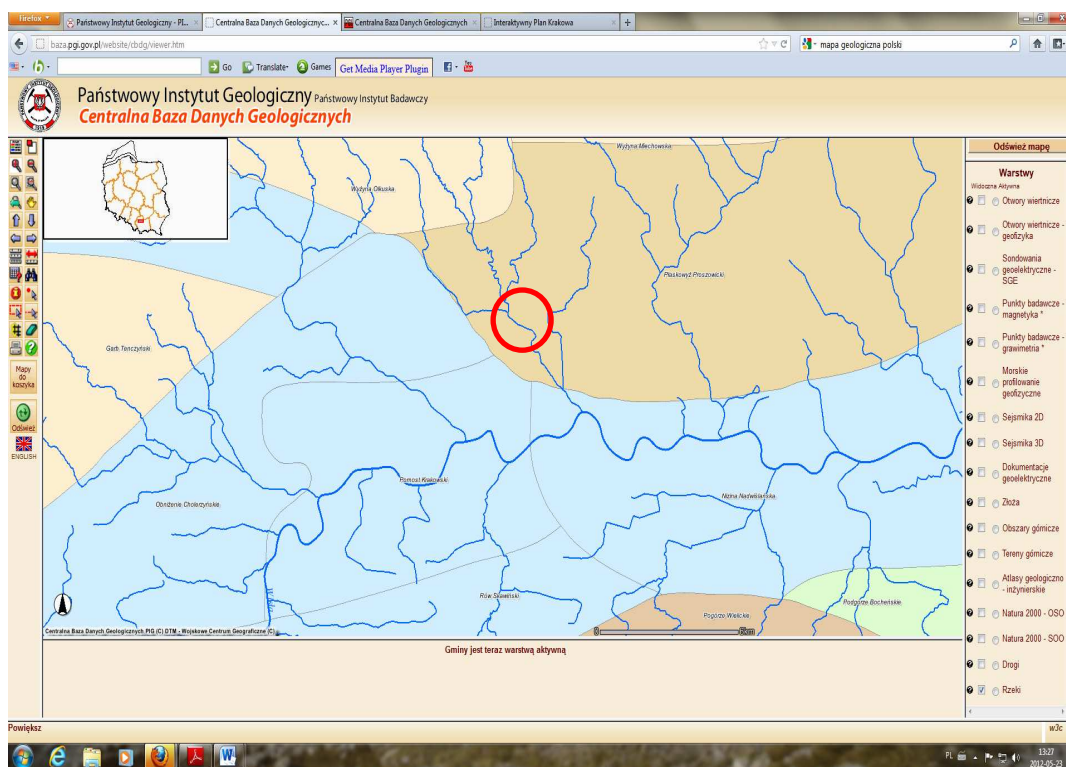 Firefox
Państwowy Instytut Geologiczny - PI...
Centralna Baza Danych Geologicznyc...
Centralna Baza Danych Geologicznych
Interaktywny Plan Krakowa
baza.pgi.gov.pl/website/cbdg/viewer.htm
mapa geologiczna polski
Go
Translate
Games
Get Media Player Plugin
Państwowy Instytut Geologiczny Państwowy Instytut Badawczy
Centralna Baza Danych Geologicznych
Mapy
do
koszyka
Odśwież
ENGLISH
Wyżyna Olkuska
Wyżyna Miechowska
Płaskowyż Proszowicki
Garb Tenczyński
Pomost Krakowski
Obniżenie Cholerzyńskie
Nizina Nadwiślańska
Rów Skawiński
Pogórze Wielickie
Podgórze Bocheńskie
Wisła
Centralna Baza Danych Geologicznych PIG (C) DTM - Wojskowe Centrum Geograficzne (C)
0
6km
Gminy jest teraz warstwą aktywną
Odśwież mapę
Warstwy
Widoczna Aktywna
Otwory wiertnicze
Otwory wiertnicze -
geofizyka
Sondowania
geoelektryczne -
SGE
Punkty badawcze -
magnetyka *
Punkty badawcze -
grawimetria *
Morskie
profilowanie
geofizyczne
Sejsmika 2D
Sejsmika 3D
Dokumentacje
geoelektryczne
Złoża
Obszary górnicze
Tereny górnicze
Atlasy geologiczno
- inżynierskie
Natura 2000 - OSO
Natura 2000 - SOO
Drogi
Rzeki
Powiększ
w3c
PL
13:27
2012-05-23